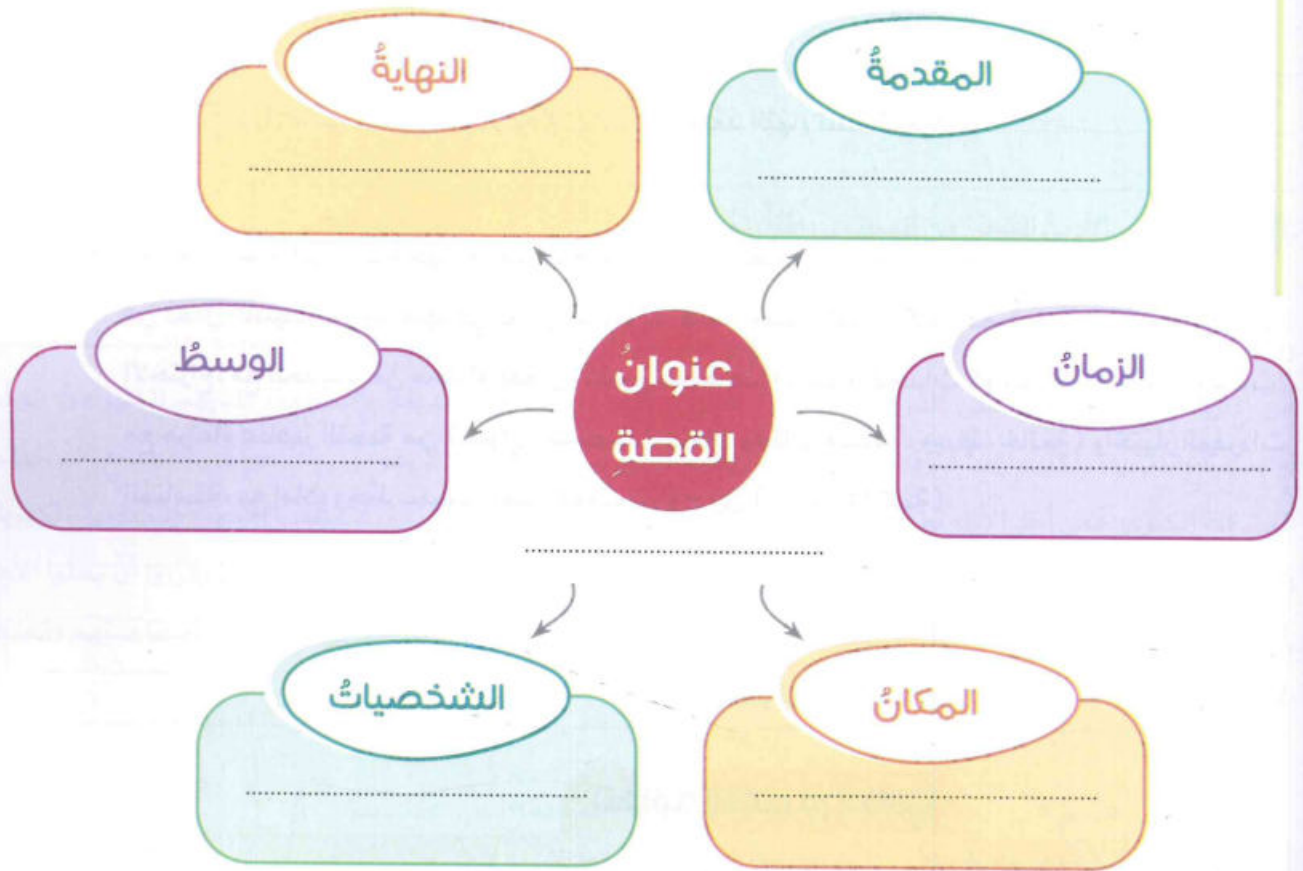 المقدمةُ
النهايةُ
الزمانُ
الوسطُ
عنوانُ
القصةِ
المكانُ
الشخصياتُ